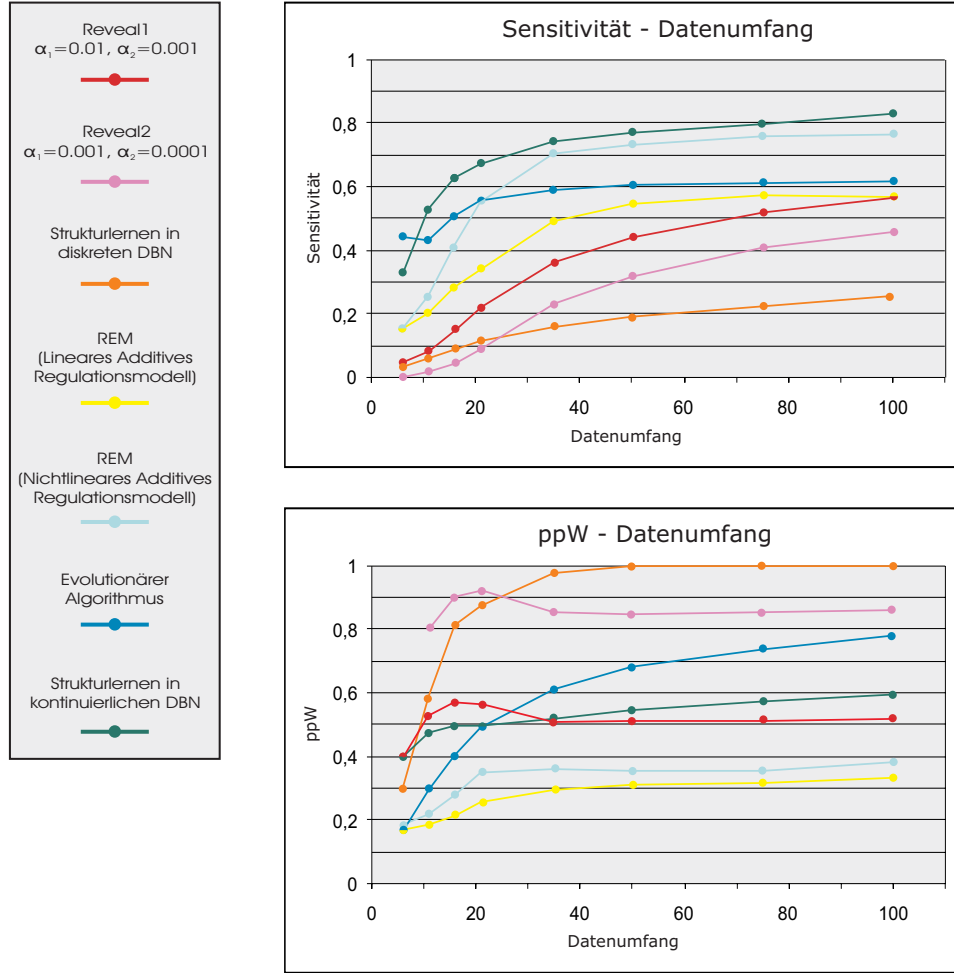 Reveal1
α₁=0.01, α₂=0.001
Reveal2
α₁=0.001, α₂=0.0001
Strukturlernen in
diskreten DBN
REM
(Lineares Additives
Regulationsmodell)
REM
(Nichtlineares Additives
Regulationsmodell)
Evolutionärer
Algorithmus
Strukturlernen in
kontinuierlichen DBN
Sensitivität - Datenumfang
Sensitivität
1
0,8
0,6
0,4
0,2
0
0 20 40 60 80 100
Datenumfang
ppW - Datenumfang
ppW
1
0,8
0,6
0,4
0,2
0
0 20 40 60 80 100
Datenumfang